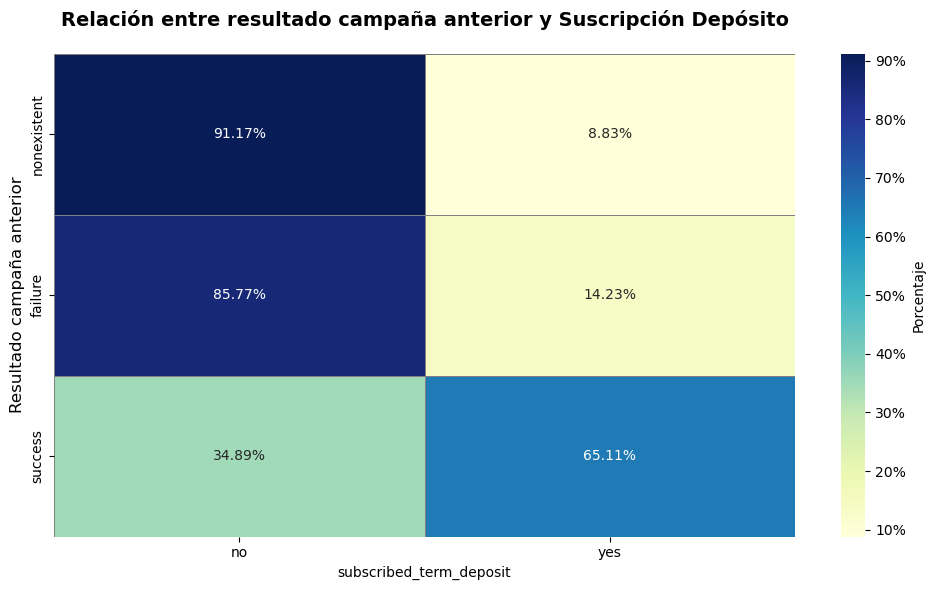 Relación entre resultado campaña anterior y Suscripción Depósito
Resultado campaña anterior
nonexistent
91.17%
8.83%
failure
85.77%
14.23%
success
34.89%
65.11%
no
yes
subscribed_term_deposit
90%
80%
70%
60%
50%
40%
30%
20%
10%
Porcentaje